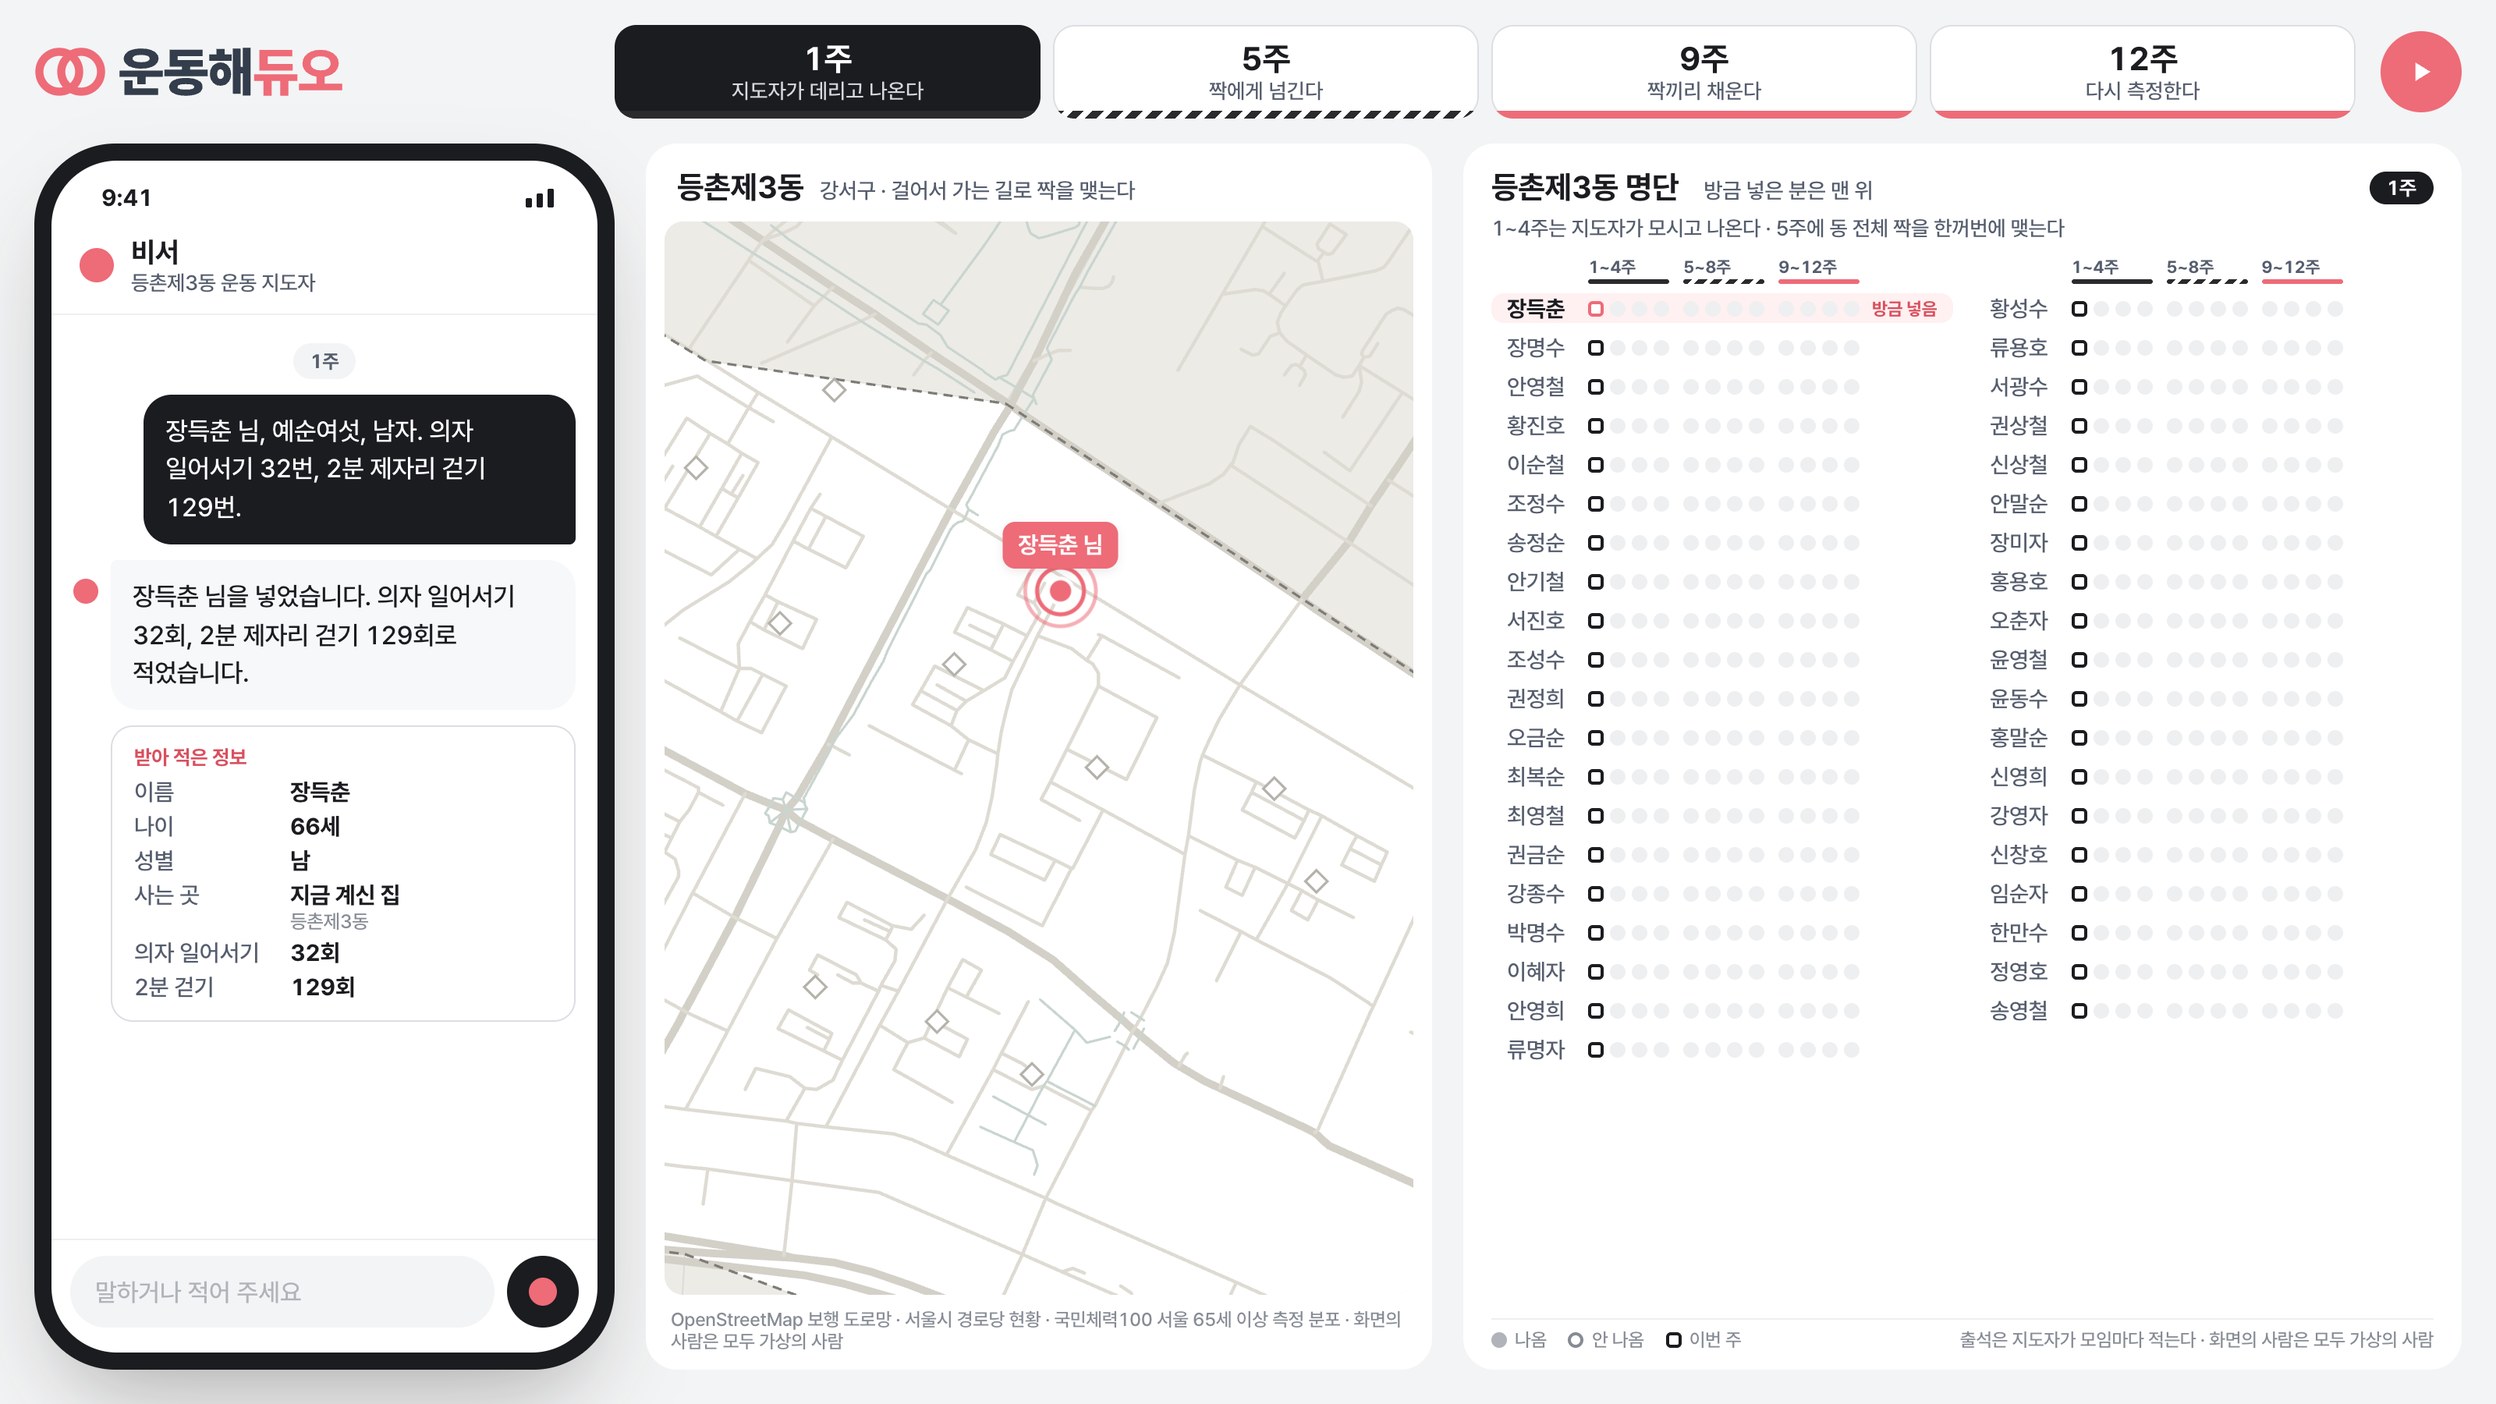 운동해듀오
1주
지도자가 데리고 나온다
5주
짝에게 넘긴다
9주
짝끼리 채운다
12주
다시 측정한다
9:41
비서
등촌제3동 운동 지도자
1주
장득춘 님, 예순여섯, 남자. 의자
일어서기 32번, 2분 제자리 걷기
129번.
장득춘 님을 넣었습니다. 의자 일어서기
32회, 2분 제자리 걷기 129회로
적었습니다.
받아 적은 정보
이름 장득춘
나이 66세
성별 남
사는 곳 지금 계신 집
등촌제3동
의자 일어서기 32회
2분 걷기 129회
말하거나 적어 주세요
등촌제3동 강서구 · 걸어서 가는 길로 짝을 맺는다
장득춘 님
OpenStreetMap 보행 도로망 · 서울시 경로당 현황 · 국민체력100 서울 65세 이상 측정 분포 · 화면의
사람은 모두 가상의 사람
등촌제3동 명단 방금 넣은 분은 맨 위 1주
1~4주는 지도자가 모시고 나온다 · 5주에 동 전체 짝을 한꺼번에 맺는다
1~4주 5~8주 9~12주
장득춘 방금 넣음
장명수
안영철
황진호
이순철
조정수
송정순
안기철
서진호
조성수
권정희
오금순
최복순
최영철
권금순
강종수
박명수
이혜자
안영희
류명자
1~4주 5~8주 9~12주
황성수
류용호
서광수
권상철
신상철
안말순
장미자
홍용호
오춘자
윤영철
윤동수
홍말순
신영희
강영자
신창호
임순자
한만수
정영호
송영철
나옴 안 나옴 이번 주
출석은 지도자가 모임마다 적는다 · 화면의 사람은 모두 가상의 사람